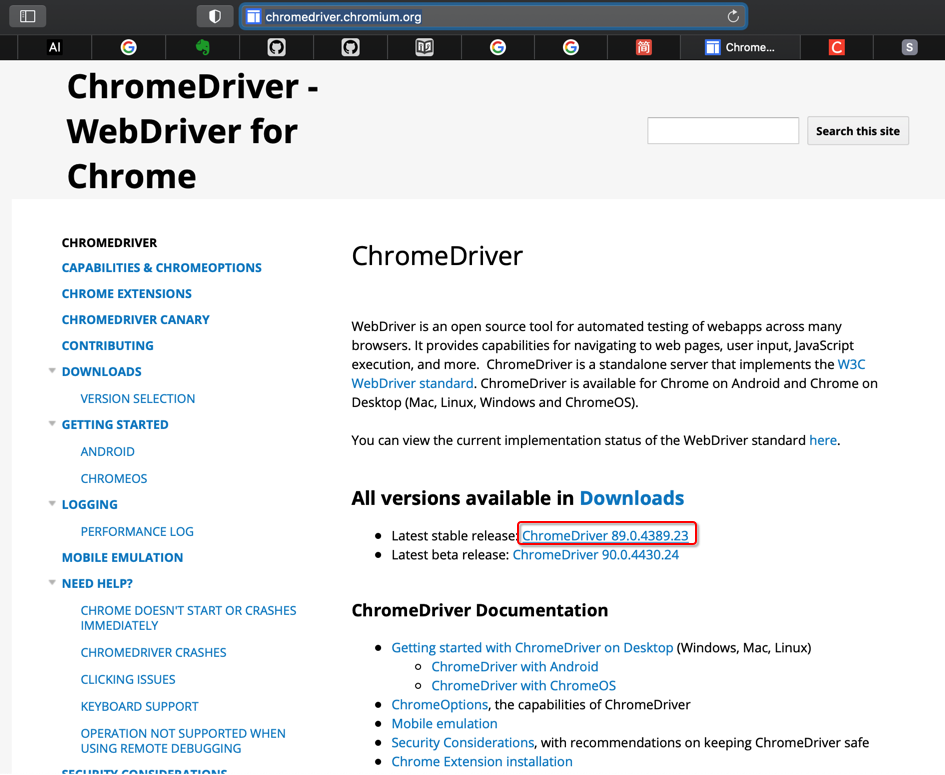 chromedriver.chromium.org
AI
简
Chrome...
C
S
ChromeDriver -
WebDriver for
Chrome
Search this site
CHROMEDRIVER
CAPABILITIES & CHROMEOPTIONS
CHROME EXTENSIONS
CHROMEDRIVER CANARY
CONTRIBUTING
DOWNLOADS
VERSION SELECTION
GETTING STARTED
ANDROID
CHROMEOS
LOGGING
PERFORMANCE LOG
MOBILE EMULATION
NEED HELP?
CHROME DOESN'T START OR CRASHES
IMMEDIATELY
CHROMEDRIVER CRASHES
CLICKING ISSUES
KEYBOARD SUPPORT
OPERATION NOT SUPPORTED WHEN
USING REMOTE DEBUGGING
SECURITY CONSIDERATIONS
ChromeDriver
WebDriver is an open source tool for automated testing of webapps across many
browsers. It provides capabilities for navigating to web pages, user input, JavaScript
execution, and more.  ChromeDriver is a standalone server that implements the W3C
WebDriver standard. ChromeDriver is available for Chrome on Android and Chrome on
Desktop (Mac, Linux, Windows and ChromeOS).
You can view the current implementation status of the WebDriver standard here.
All versions available in Downloads
• Latest stable release: ChromeDriver 89.0.4389.23
• Latest beta release: ChromeDriver 90.0.4430.24
ChromeDriver Documentation
• Getting started with ChromeDriver on Desktop (Windows, Mac, Linux)
○ ChromeDriver with Android
○ ChromeDriver with ChromeOS
• ChromeOptions, the capabilities of ChromeDriver
• Mobile emulation
• Security Considerations, with recommendations on keeping ChromeDriver safe
• Chrome Extension installation